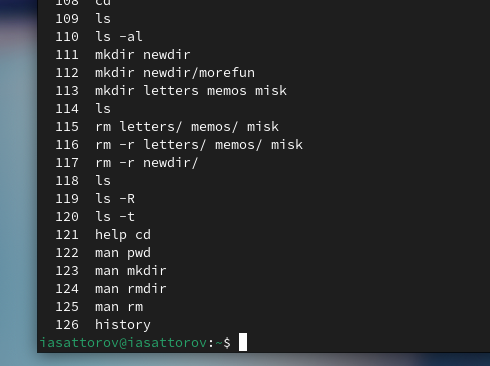 108 cd
109 ls
110 ls -al
111 mkdir newdir
112 mkdir newdir/morefun
113 mkdir letters memos misk
114 ls
115 rm letters/ memos/ misk
116 rm -r letters/ memos/ misk
117 rm -r newdir/
118 ls
119 ls -R
120 ls -t
121 help cd
122 man pwd
123 man mkdir
124 man rmdir
125 man rm
126 history
iasattorov@iasattorov:~$